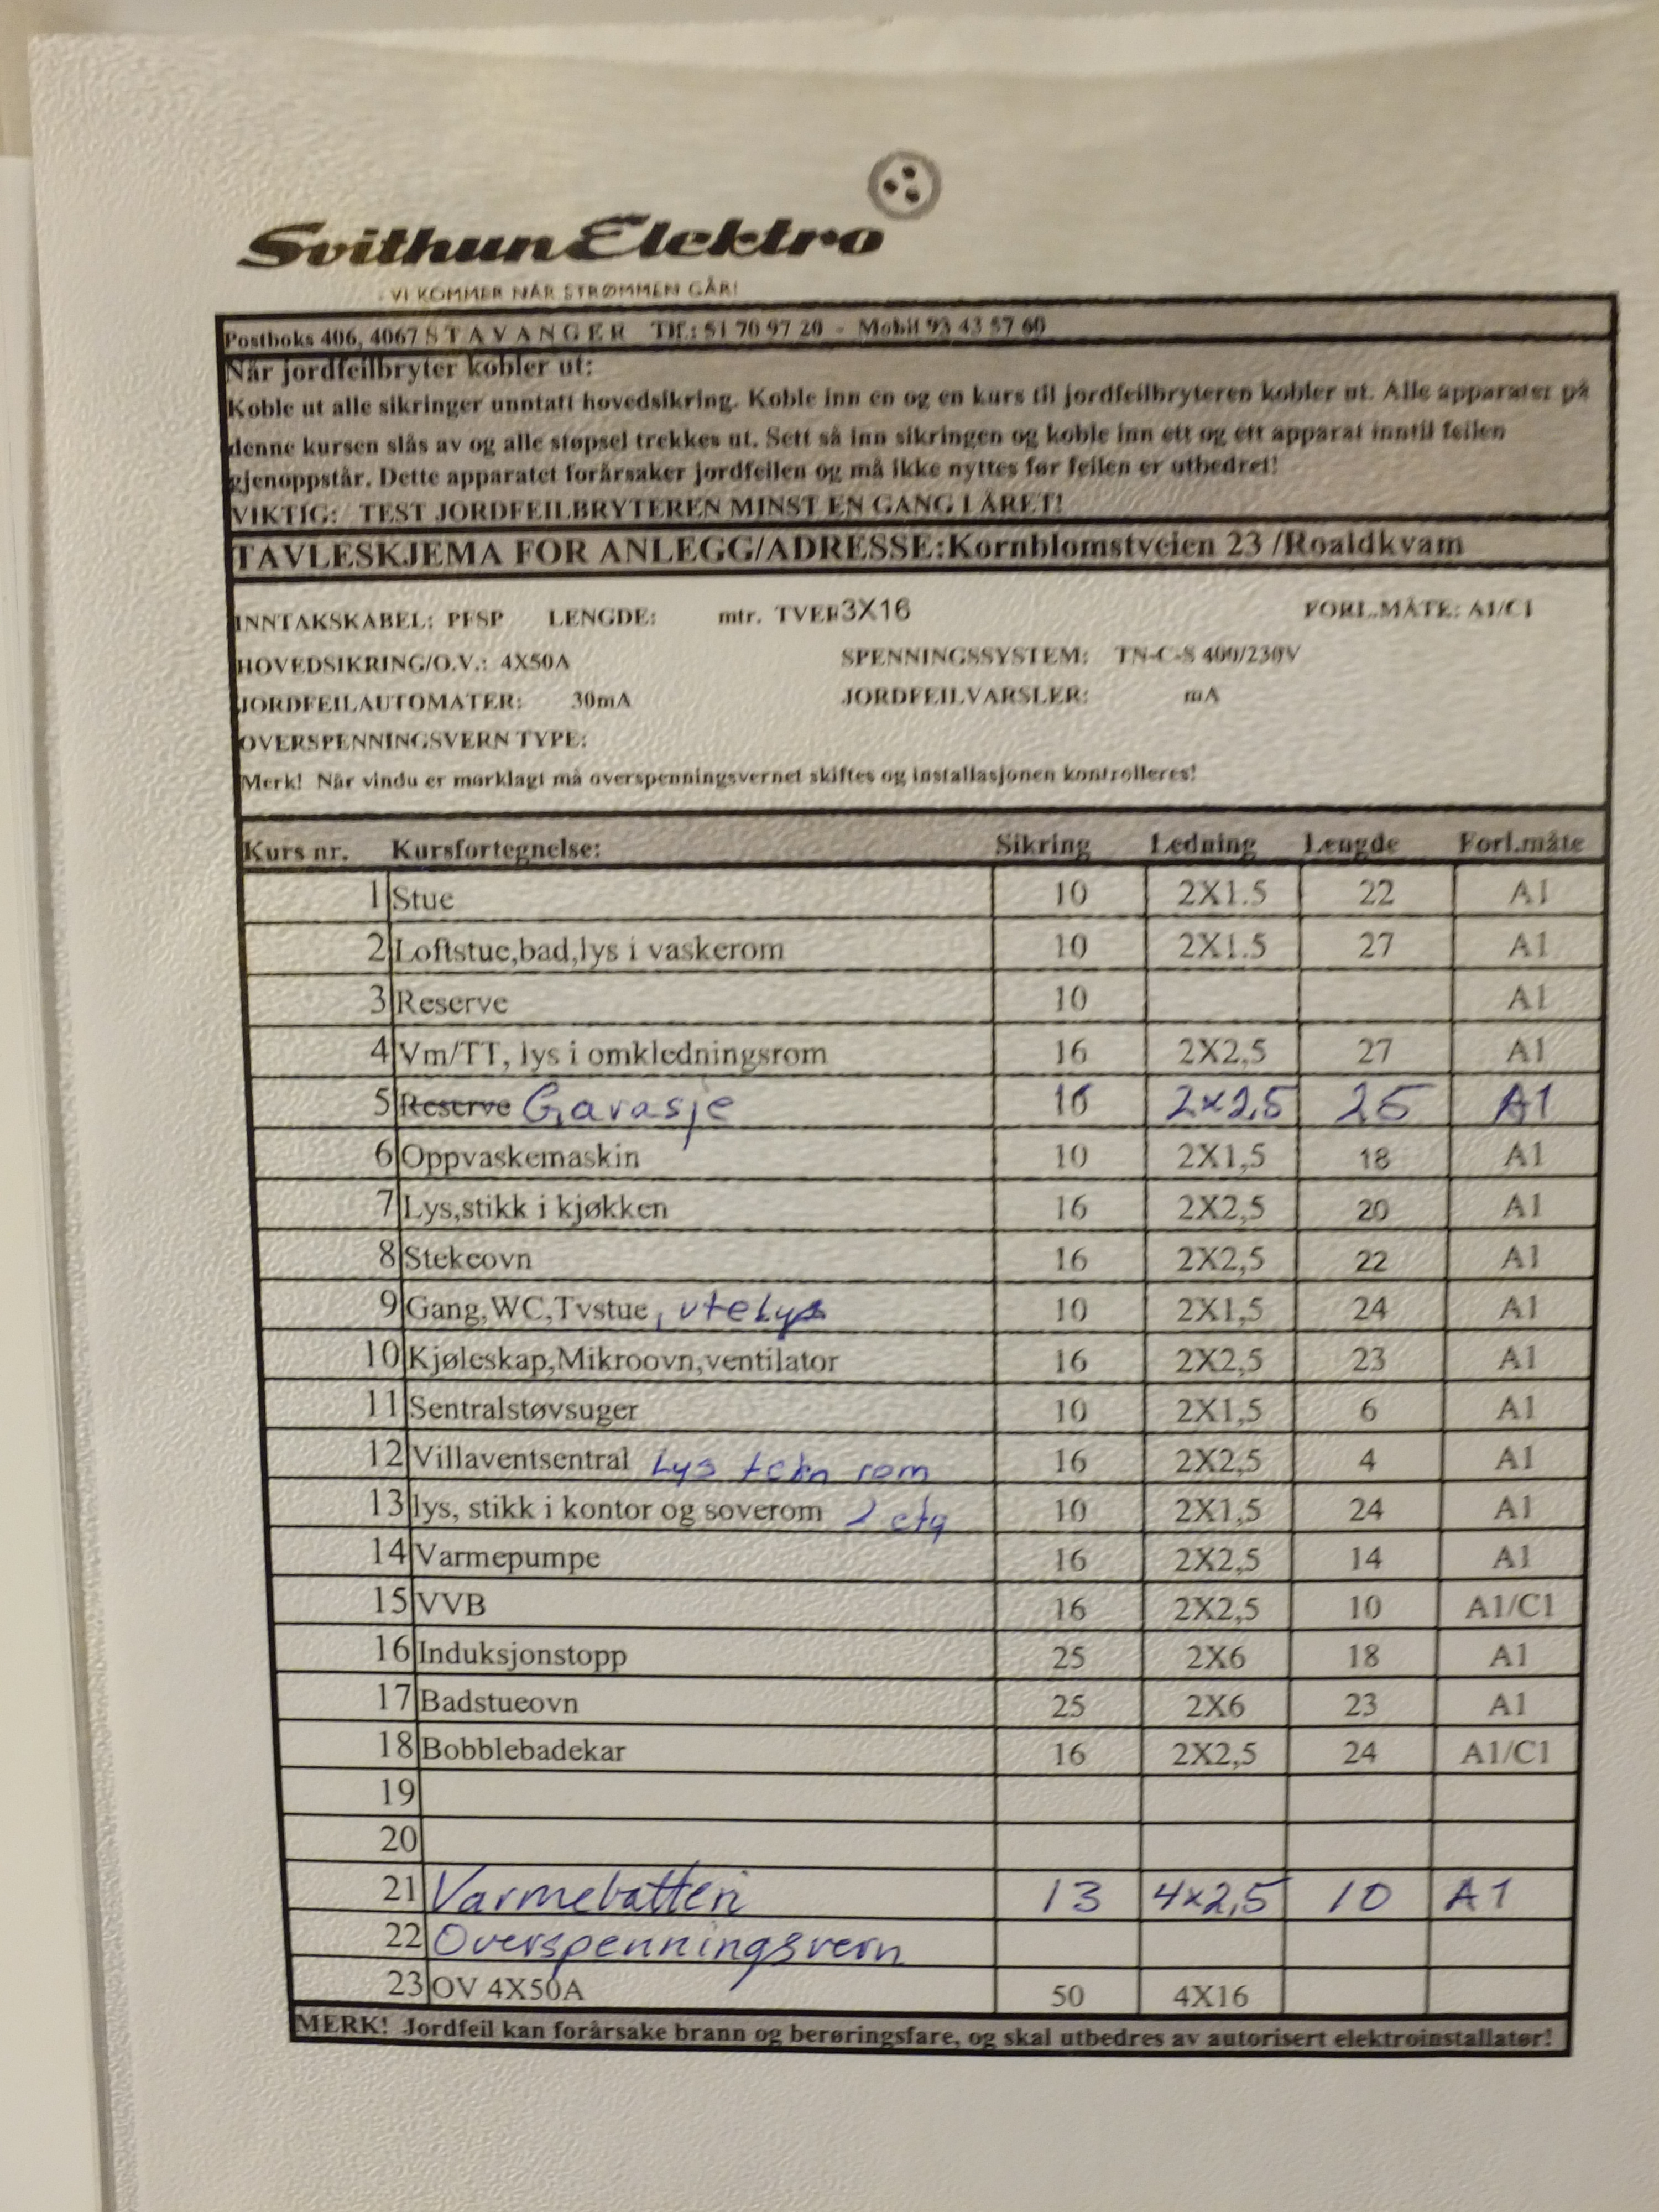 Svithun Elektro
VI KOMMER NÅR STRØMMEN GÅR!
Postboks 406, 4067 STAVANGER Tlf.: 51 70 97 20 - Mobil 93 43 57 60
Når jordfeilbryter kobler ut:
Koble ut alle sikringer unntatt hovedsikring. Koble inn en og en kurs til jordfeilbryteren kobler ut. Alle apparater på
denne kursen slås av og alle støpsel trekkes ut. Sett så inn sikringen og koble inn ett og ett apparat inntil feilen
gjenoppstår. Dette apparatet forårsaker jordfeilen og må ikke nyttes før feilen er utbedret!
VIKTIG: TEST JORDFEILBRYTEREN MINST EN GANG I ÅRET!
TAVLESKJEMA FOR ANLEGG/ADRESSE:Kornblomstveien 23 /Roaldkvam
INNTAKSKABEL: PFSP LENGDE: mtr. TVER3X16 FORL.MÅTE: A1/C1
HOVEDSIKRING/O.V.: 4X50A SPENNINGSSYSTEM: TN-C-S 400/230V
JORDFEILAUTOMATER: 30mA JORDFEILVARSLER: mA
OVERSPENNINGSVERN TYPE:
Merk! Når vindu er mørklagt må overspenningsvernet skiftes og installasjonen kontrolleres!
Kurs nr. Kursfortegnelse: Sikring Ledning Lengde Forl.måte
1 Stue 10 2X1.5 22 A1
2 Loftstue,bad,lys i vaskerom 10 2X1.5 27 A1
3 Reserve 10 A1
4 Vm/TT, lys i omkledningsrom 16 2X2,5 27 A1
5 Reserve Garasje 16 2x2,5 25 A1
6 Oppvaskemaskin 10 2X1,5 18 A1
7 Lys,stikk i kjøkken 16 2X2,5 20 A1
8 Stekeovn 16 2X2,5 22 A1
9 Gang,WC,Tvstue, utelys 10 2X1,5 24 A1
10 Kjøleskap,Mikroovn,ventilator 16 2X2,5 23 A1
11 Sentralstøvsuger 10 2X1,5 6 A1
12 Villaventsentral Lys tekn rom 16 2X2,5 4 A1
13 lys, stikk i kontor og soverom 2 etg 10 2X1,5 24 A1
14 Varmepumpe 16 2X2,5 14 A1
15 VVB 16 2X2,5 10 A1/C1
16 Induksjonstopp 25 2X6 18 A1
17 Badstueovn 25 2X6 23 A1
18 Bobblebadekar 16 2X2,5 24 A1/C1
19
20
21 Varmebatteri 13 4x2,5 10 A1
22 Overspenningsvern
23 OV 4X50A 50 4X16
MERK! Jordfeil kan forårsake brann og berøringsfare, og skal utbedres av autorisert elektroinstallatør!